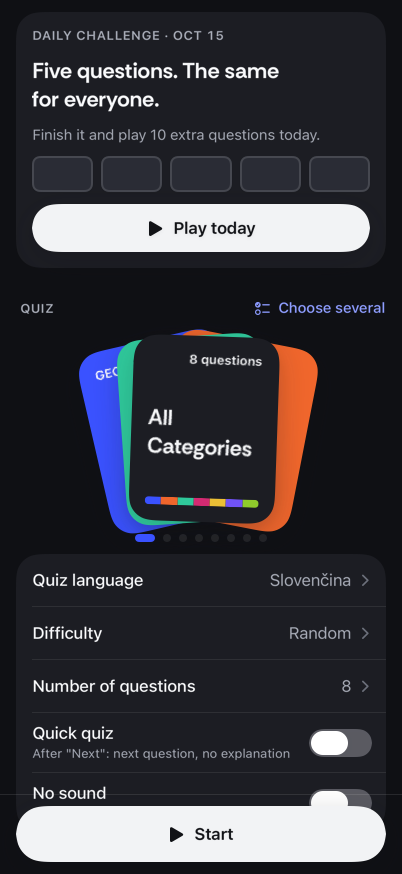 DAILY CHALLENGE · OCT 15
Five questions. The same
for everyone.
Finish it and play 10 extra questions today.
Play today
QUIZ
Choose several
8 questions
All
Categories
Quiz language
Slovenčina
Difficulty
Random
Number of questions
8
Quick quiz
After "Next": next question, no explanation
No sound
Start